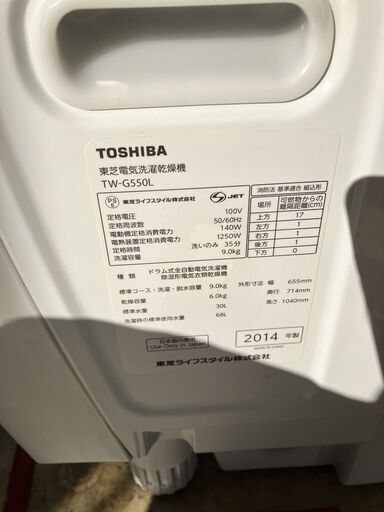 TOSHIBA
東芝電気洗濯乾燥機
TW-G550L
PS E
東芝ライフスタイル株式会社
S JET
定格電圧 100V
定格周波数 50/60Hz
電動機定格消費電力 140W
電熱装置定格消費電力 1250W
定格時間 洗いのみ 35分
洗濯容量 9.0kg
消防法 基準適合 組込形
場所 可燃物からの離隔距離(cm)
上方 17
左方 1
右方 1
後方 1
下方 0
種類 ドラム式全自動電気洗濯機
除湿形電気衣類乾燥機
標準コース・洗濯・脱水容量 9.0kg
乾燥容量 6.0kg
標準水量 30L
洗濯時の標準使用水量 68L
外形寸法 幅 655mm
奥行 714mm
高さ 1040mm
日本国内専用
Use Only in Japan
2014 年製
MADE IN CHINA
東芝ライフスタイル株式会社